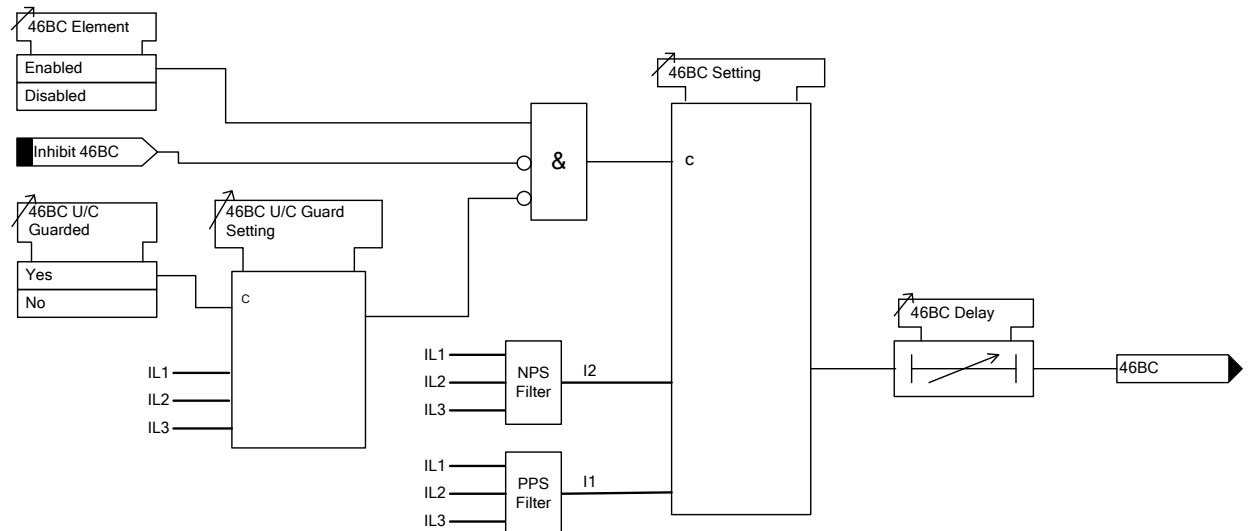 46BC Element
Enabled
Disabled
Inhibit 46BC
&
46BC Setting
c
46BC U/C
Guarded
Yes
No
46BC U/C Guard
Setting
C
IL1
IL2
IL3
IL1
IL2
IL3
NPS
Filter
I2
IL1
IL2
IL3
PPS
Filter
I1
46BC Delay
46BC